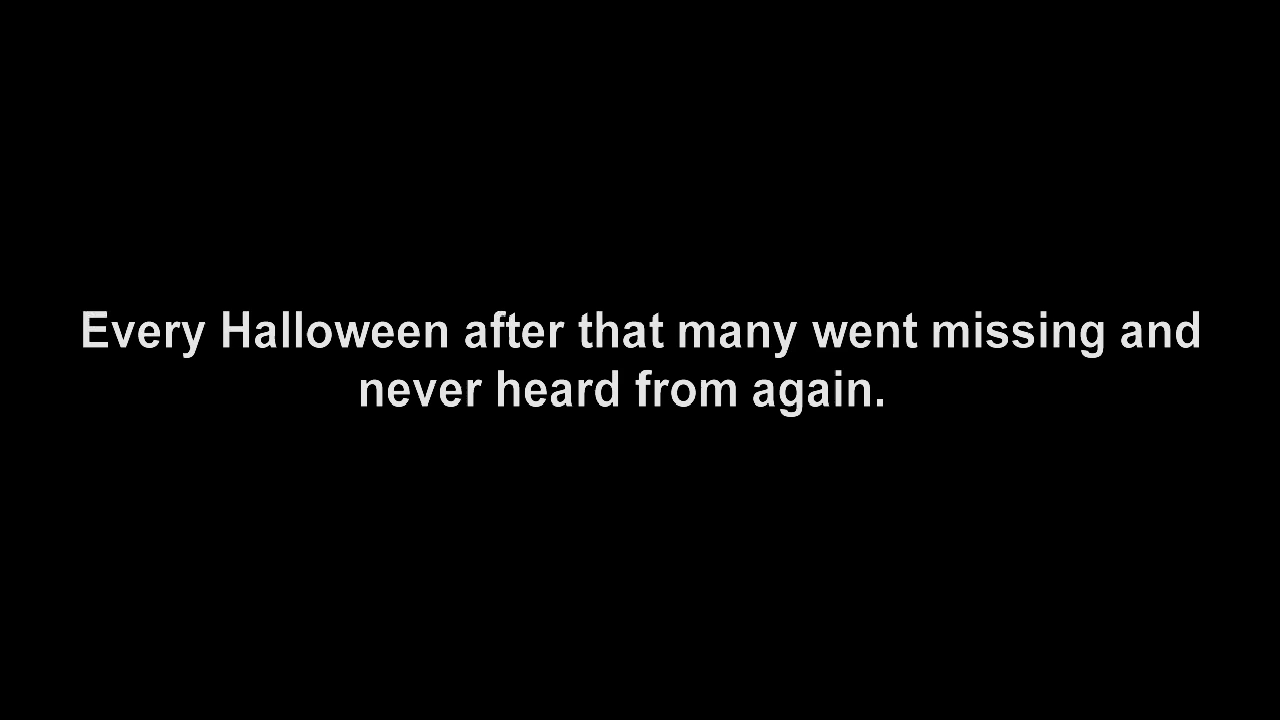 Every Halloween after that many went missing and
never heard from again.